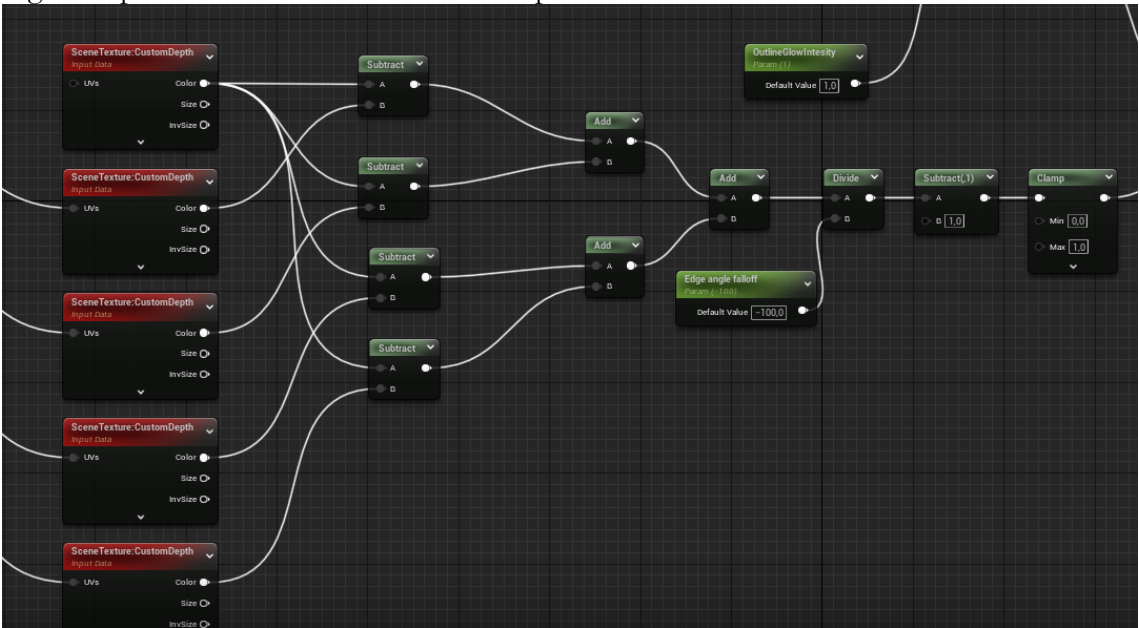 SceneTexture:CustomDepth
Input Data
UVs Color
Size
InvSize
SceneTexture:CustomDepth
Input Data
UVs Color
Size
InvSize
SceneTexture:CustomDepth
Input Data
UVs Color
Size
InvSize
SceneTexture:CustomDepth
Input Data
UVs Color
Size
InvSize
SceneTexture:CustomDepth
Input Data
UVs Color
Size
InvSize
Subtract
A
B
Subtract
A
B
Subtract
A
B
Subtract
A
B
Add
A
B
Add
A
B
Add
A
B
OutlineGlowIntesity
Param (1)
Default Value 1,0
Edge angle falloff
Param (-100)
Default Value -100,0
Divide
A
B
Subtract(,1)
A
B 1,0
Clamp
Min 0,0
Max 1,0